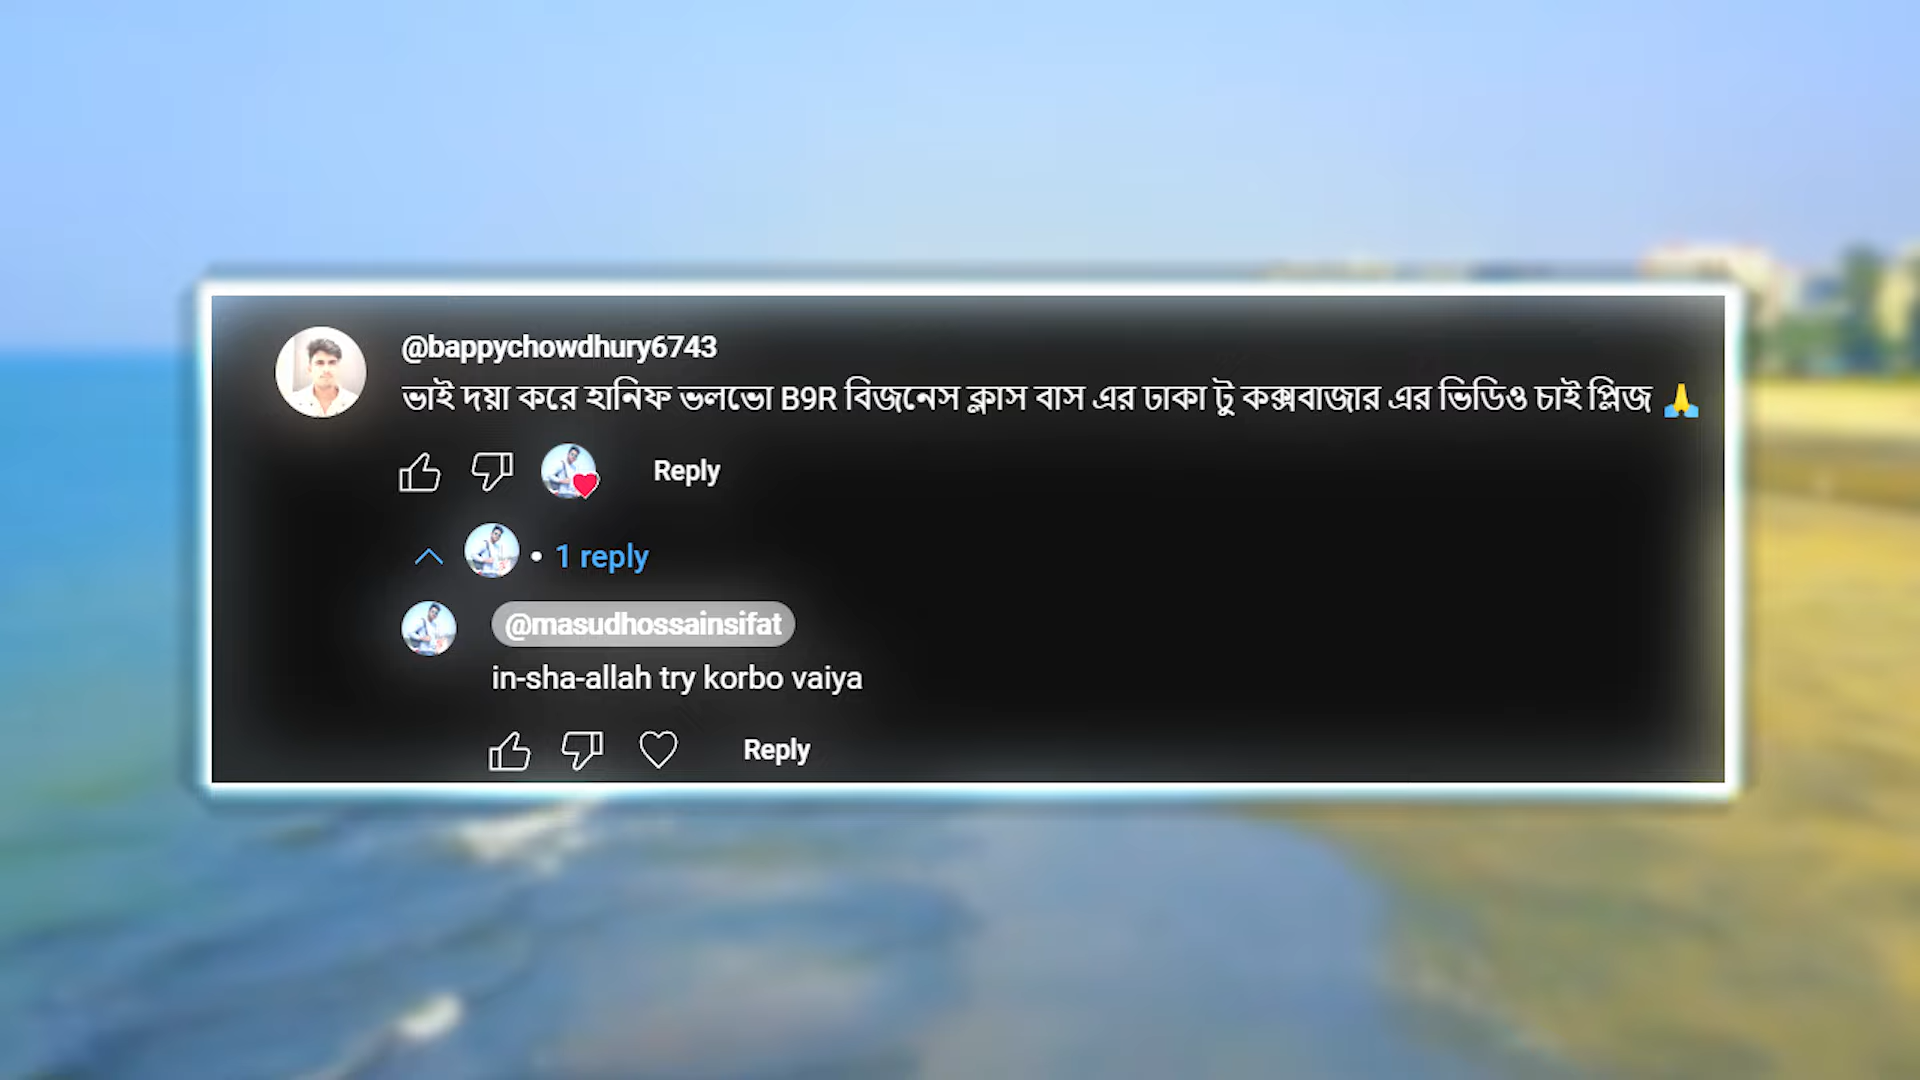 @bappychowdhury6743
ভাই দয়া করে হানিফ ভলভো B9R বিজনেস ক্লাস বাস এর ঢাকা টু কক্সবাজার এর ভিডিও চাই প্লিজ 🙏
Reply
• 1 reply
@masudhossainsifat
in-sha-allah try korbo vaiya
Reply